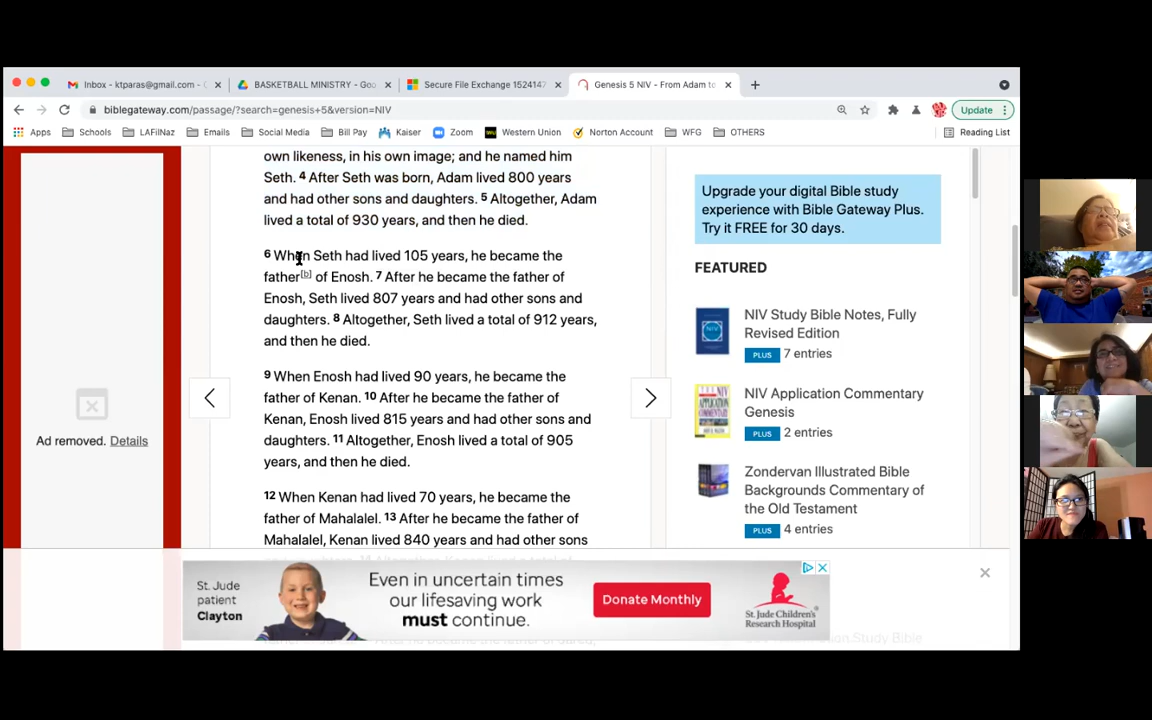 Inbox - ktparas@gmail.com -
BASKETBALL MINISTRY - Goo
Secure File Exchange 1524147
Genesis 5 NIV - From Adam to
biblegateway.com/passage/?search=genesis+5&version=NIV
Update
Apps
Schools
LAFilNaz
Emails
Social Media
Bill Pay
Kaiser
Zoom
Western Union
Norton Account
WFG
OTHERS
Reading List
own likeness, in his own image; and he named him
Seth. 4 After Seth was born, Adam lived 800 years
and had other sons and daughters. 5 Altogether, Adam
lived a total of 930 years, and then he died.
6 When Seth had lived 105 years, he became the
father[b] of Enosh. 7 After he became the father of
Enosh, Seth lived 807 years and had other sons and
daughters. 8 Altogether, Seth lived a total of 912 years,
and then he died.
9 When Enosh had lived 90 years, he became the
father of Kenan. 10 After he became the father of
Kenan, Enosh lived 815 years and had other sons and
daughters. 11 Altogether, Enosh lived a total of 905
years, and then he died.
12 When Kenan had lived 70 years, he became the
father of Mahalalel. 13 After he became the father of
Mahalalel, Kenan lived 840 years and had other sons
Ad removed. Details
Upgrade your digital Bible study
experience with Bible Gateway Plus.
Try it FREE for 30 days.
FEATURED
NIV Study Bible Notes, Fully
Revised Edition
PLUS 7 entries
NIV Application Commentary
Genesis
PLUS 2 entries
Zondervan Illustrated Bible
Backgrounds Commentary of
the Old Testament
PLUS 4 entries
St. Jude
patient
Clayton
Even in uncertain times
our lifesaving work
must continue.
Donate Monthly
St. Jude Children's
Research Hospital